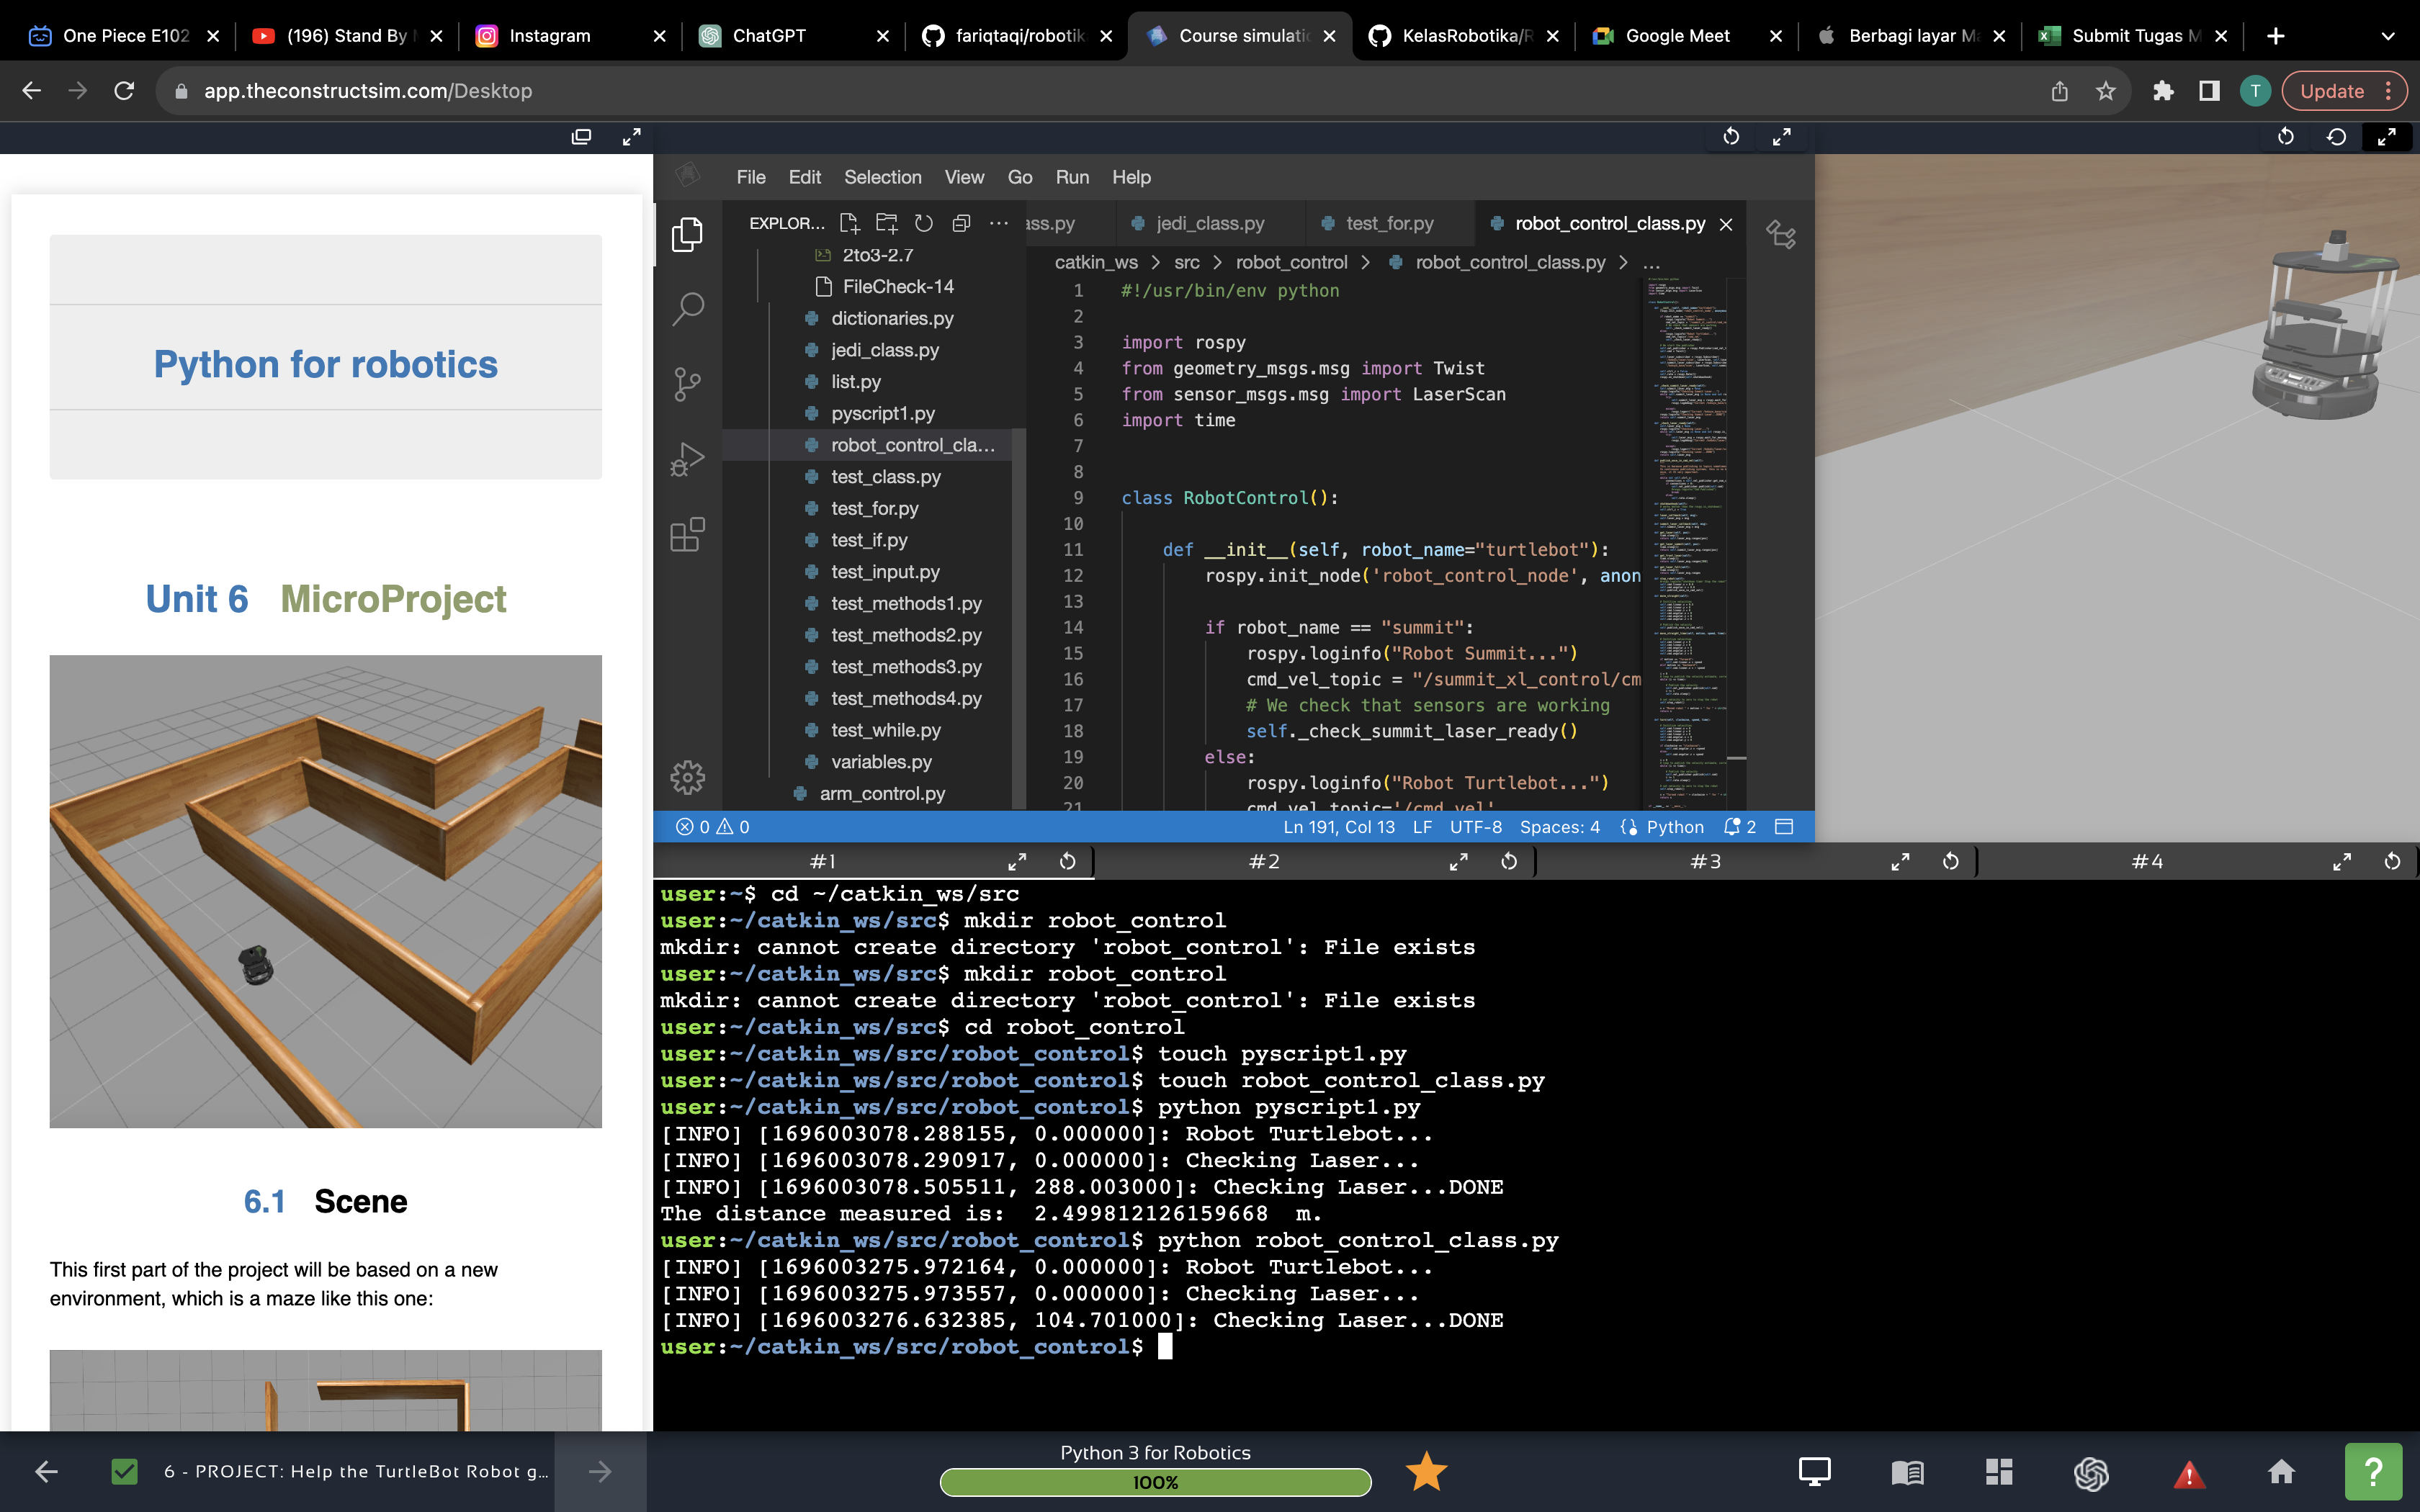 One Piece E102
(196) Stand By
Instagram
ChatGPT
fariqtaqi/robotik
Course simulatio
KelasRobotika/R
Google Meet
Berbagi layar Ma
Submit Tugas M
app.theconstructsim.com/Desktop
T
Update
Python for robotics
Unit 6 MicroProject
6.1 Scene
This first part of the project will be based on a new
environment, which is a maze like this one:
File Edit Selection View Go Run Help
EXPLOR...
2to3-2.7
FileCheck-14
dictionaries.py
jedi_class.py
list.py
pyscript1.py
robot_control_cla...
test_class.py
test_for.py
test_if.py
test_input.py
test_methods1.py
test_methods2.py
test_methods3.py
test_methods4.py
test_while.py
variables.py
arm_control.py
ass.py jedi_class.py test_for.py robot_control_class.py
catkin_ws > src > robot_control > robot_control_class.py > ...
1 #!/usr/bin/env python
2
3 import rospy
4 from geometry_msgs.msg import Twist
5 from sensor_msgs.msg import LaserScan
6 import time
7
8
9 class RobotControl():
10
11 def __init__(self, robot_name="turtlebot"):
12 rospy.init_node('robot_control_node', anon
13
14 if robot_name == "summit":
15 rospy.loginfo("Robot Summit...")
16 cmd_vel_topic = "/summit_xl_control/cm
17 # We check that sensors are working
18 self._check_summit_laser_ready()
19 else:
20 rospy.loginfo("Robot Turtlebot...")
21 cmd_vel_topic='/cmd_vel'
0 0 Ln 191, Col 13 LF UTF-8 Spaces: 4 Python 2
#1 #2 #3 #4
user:~$ cd ~/catkin_ws/src
user:~/catkin_ws/src$ mkdir robot_control
mkdir: cannot create directory 'robot_control': File exists
user:~/catkin_ws/src$ mkdir robot_control
mkdir: cannot create directory 'robot_control': File exists
user:~/catkin_ws/src$ cd robot_control
user:~/catkin_ws/src/robot_control$ touch pyscript1.py
user:~/catkin_ws/src/robot_control$ touch robot_control_class.py
user:~/catkin_ws/src/robot_control$ python pyscript1.py
[INFO] [1696003078.288155, 0.000000]: Robot Turtlebot...
[INFO] [1696003078.290917, 0.000000]: Checking Laser...
[INFO] [1696003078.505511, 288.003000]: Checking Laser...DONE
The distance measured is:  2.499812126159668  m.
user:~/catkin_ws/src/robot_control$ python robot_control_class.py
[INFO] [1696003275.972164, 0.000000]: Robot Turtlebot...
[INFO] [1696003275.973557, 0.000000]: Checking Laser...
[INFO] [1696003276.632385, 104.701000]: Checking Laser...DONE
user:~/catkin_ws/src/robot_control$
6 - PROJECT: Help the TurtleBot Robot g...
Python 3 for Robotics
100%
?